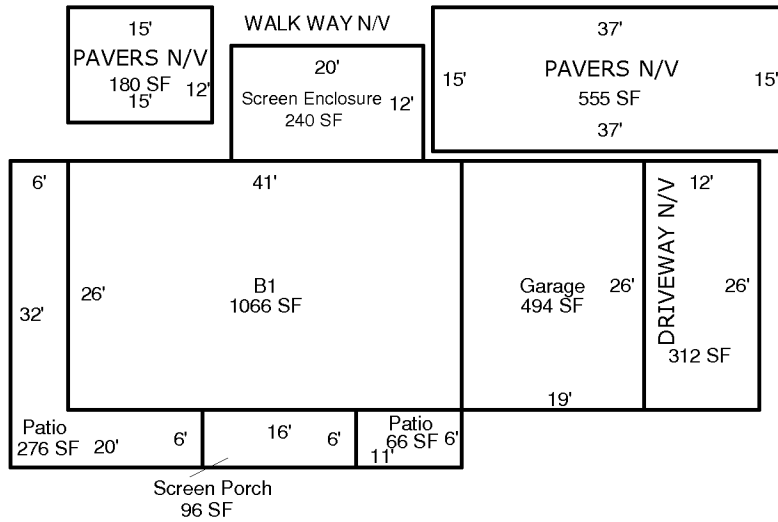 WALK WAY N/V
15'
PAVERS N/V
180 SF
15'
12'
20'
Screen Enclosure
240 SF
12'
37'
PAVERS N/V
555 SF
15'
15'
37'
6'
32'
41'
26'
B1
1066 SF
Garage
494 SF
26'
19'
12'
DRIVEWAY N/V
26'
312 SF
Patio
276 SF
20'
6'
16'
6'
Screen Porch
96 SF
Patio
66 SF
6'
11'